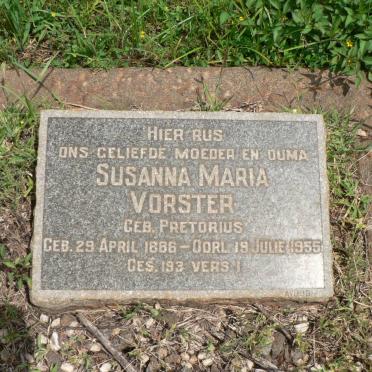 HIER RUS
ONS GELIEFDE MOEDER EN OUMA
SUSANNA MARIA
VORSTER
GEB. PRETORIUS
GEB. 29 APRIL 1886 – OORL. 19 JULIE 1955
GES. 193 VERS 1